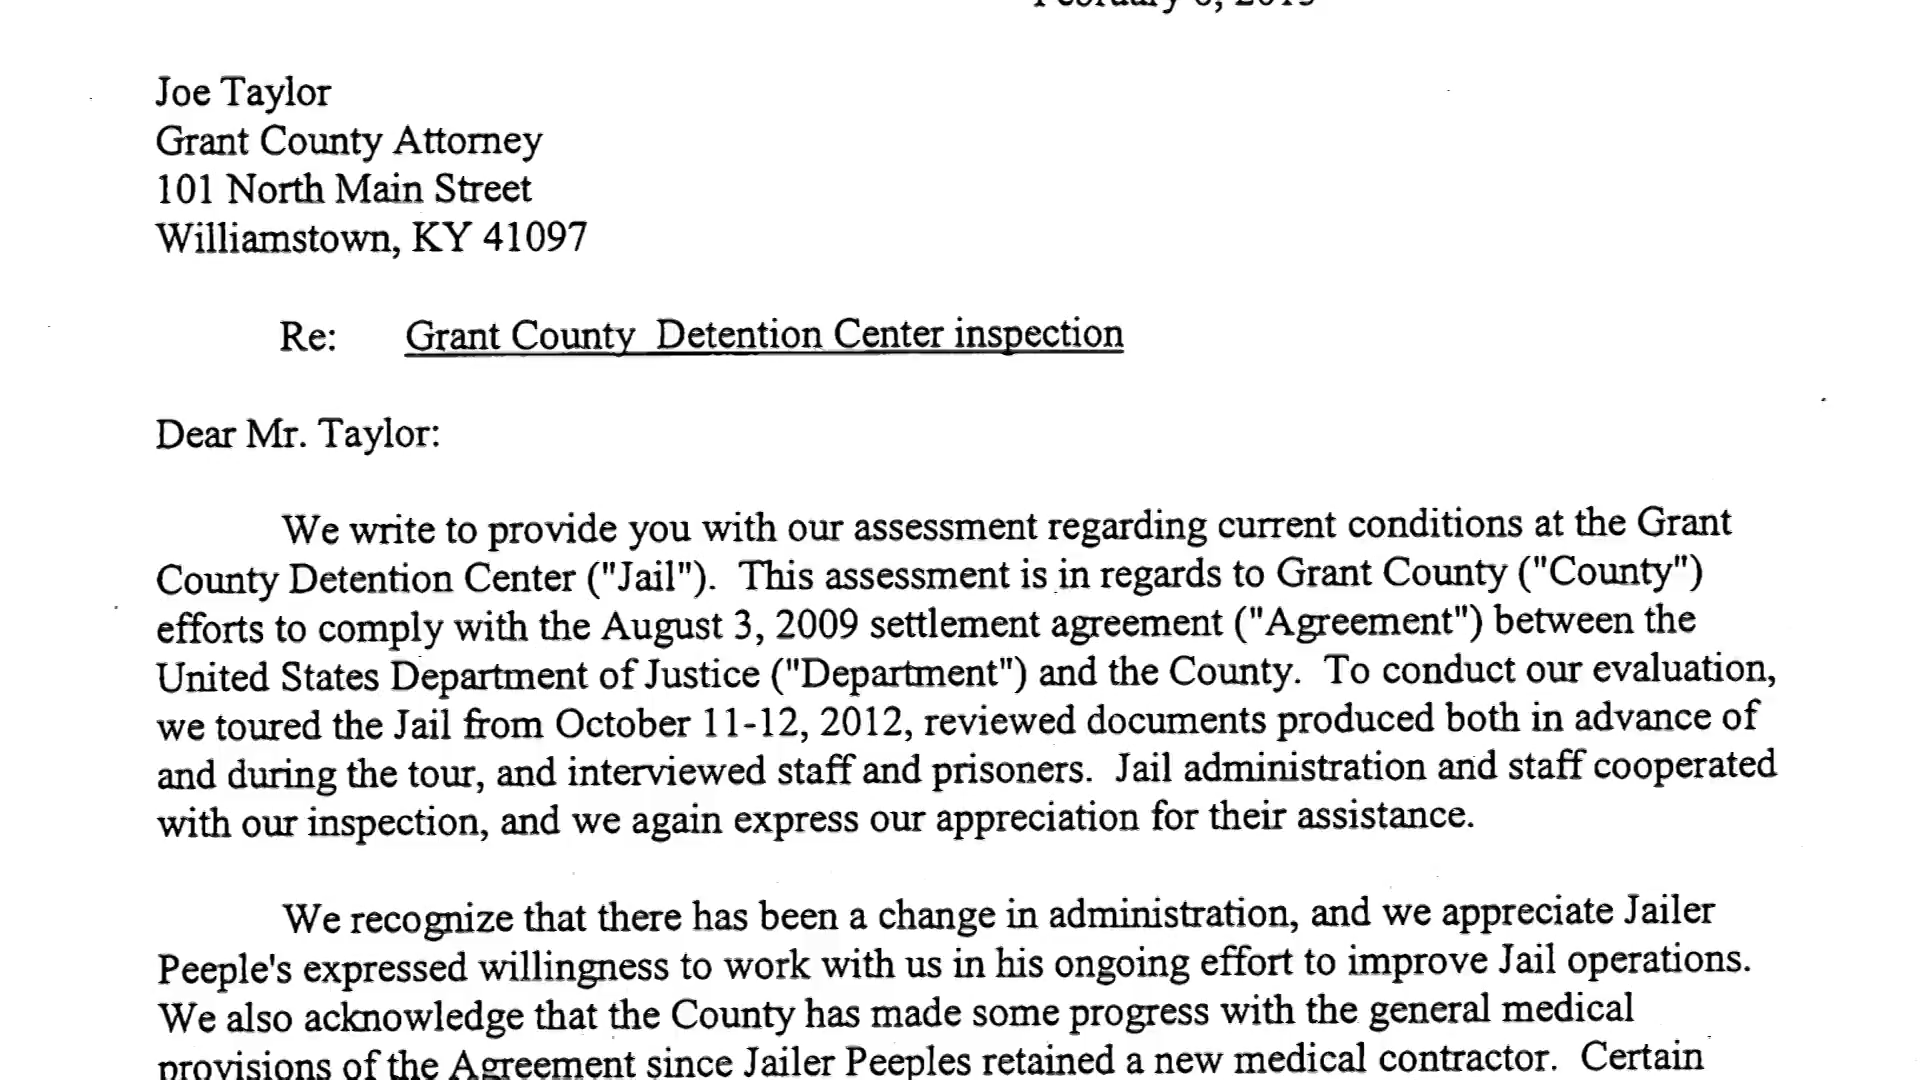 Joe Taylor
Grant County Attorney
101 North Main Street
Williamstown, KY 41097
Re: Grant County Detention Center inspection
Dear Mr. Taylor:
We write to provide you with our assessment regarding current conditions at the Grant
County Detention Center ("Jail"). This assessment is in regards to Grant County ("County")
efforts to comply with the August 3, 2009 settlement agreement ("Agreement") between the
United States Department of Justice ("Department") and the County. To conduct our evaluation,
we toured the Jail from October 11-12, 2012, reviewed documents produced both in advance of
and during the tour, and interviewed staff and prisoners. Jail administration and staff cooperated
with our inspection, and we again express our appreciation for their assistance.
We recognize that there has been a change in administration, and we appreciate Jailer
Peeple's expressed willingness to work with us in his ongoing effort to improve Jail operations.
We also acknowledge that the County has made some progress with the general medical
provisions of the Agreement since Jailer Peeples retained a new medical contractor. Certain